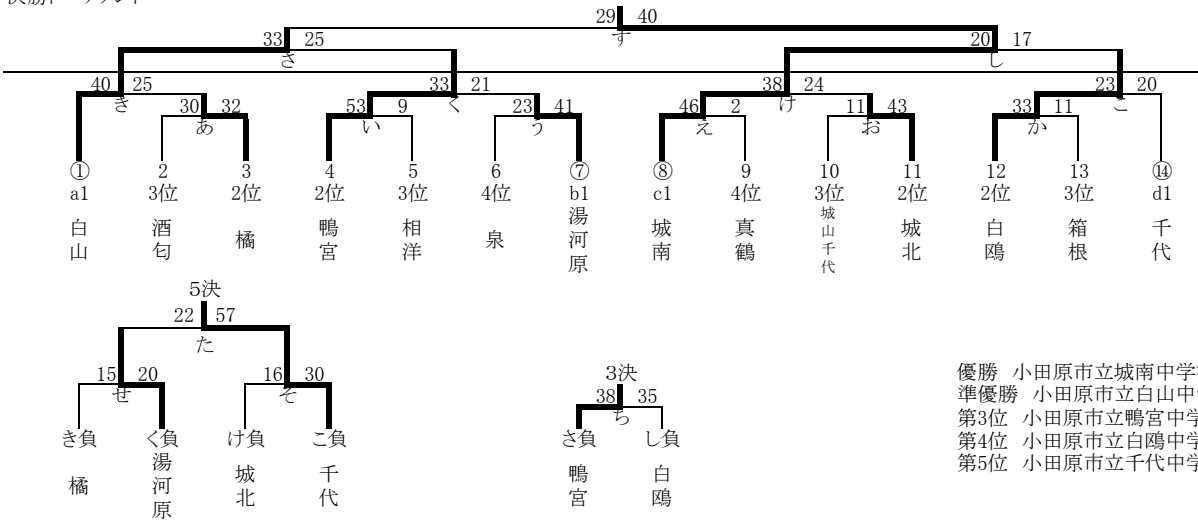 決勝トーナメント
29 40
す
33 25 20 17
さ し
40 25 33 21 38 24 23 20
き く け こ
30 32 53 9 23 41 46 2 11 43 33 11
あ い う え お か
① 2 3 4 5 6 ⑦ ⑧ 9 10 11 12 13 ⑭
a1 3位 2位 2位 3位 4位 b1 c1 4位 3位 2位 2位 3位 d1
白山 酒匂 橘 鴨宮 相洋 泉 湯河原 城南 真鶴 城山千代 城北 白鴎 箱根 千代
5決
22 57
た
15 20 16 30
せ そ
き負 く負 け負 こ負
橘 湯河原 城北 千代
3決
38 35
ち
さ負 し負
鴨宮 白鴎
優勝 小田原市立城南中学
準優勝 小田原市立白山中
第3位 小田原市立鴨宮中学
第4位 小田原市立白鴎中学
第5位 小田原市立千代中学